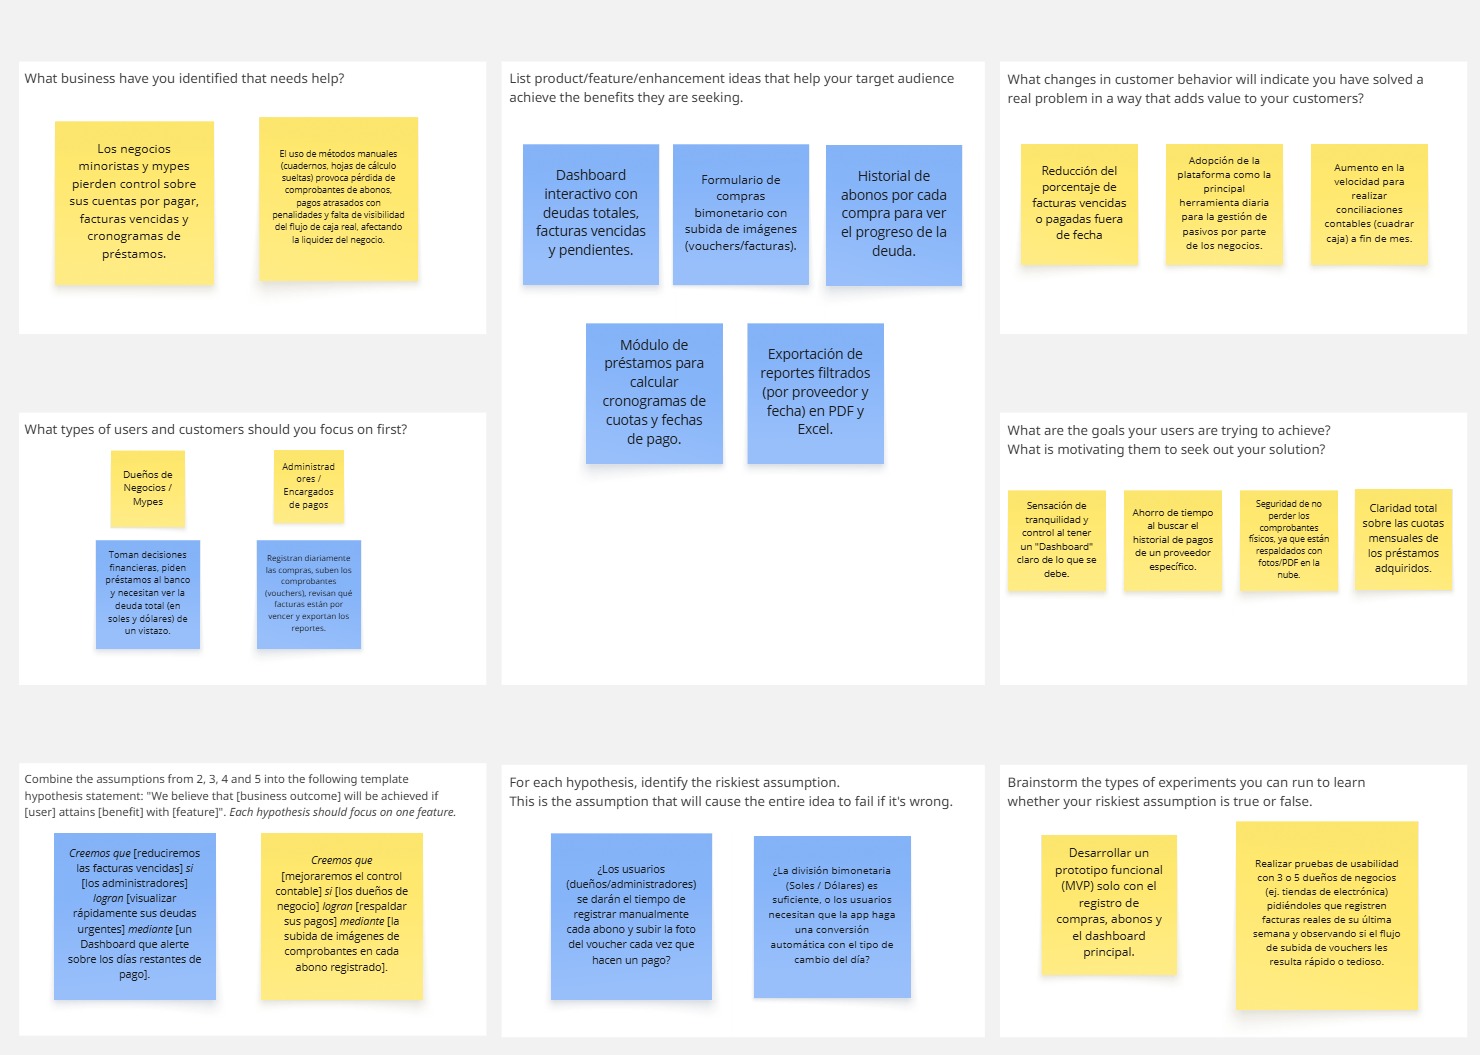 What business have you identified that needs help?
Los negocios
minoristas y mypes
pierden control sobre
sus cuentas por pagar,
facturas vencidas y
cronogramas de
préstamos.
El uso de métodos manuales
(cuadernos, hojas de cálculo
sueltas) provoca pérdida de
comprobantes de abonos,
pagos atrasados con
penalidades y falta de visibilidad
del flujo de caja real, afectando
la liquidez del negocio.
What types of users and customers should you focus on first?
Dueños de
Negocios /
Mypes
Administrad
ores /
Encargados
de pagos
Toman decisiones
financieras, piden
préstamos al banco
y necesitan ver la
deuda total (en
soles y dólares) de
un vistazo.
Registran diariamente
las compras, suben los
comprobantes
(vouchers), revisan qué
facturas están por
vencer y exportan los
reportes.
List product/feature/enhancement ideas that help your target audience
achieve the benefits they are seeking.
Dashboard
interactivo con
deudas totales,
facturas vencidas
y pendientes.
Formulario de
compras
bimonetario con
subida de imágenes
(vouchers/facturas).
Historial de
abonos por cada
compra para ver
el progreso de la
deuda.
Módulo de
préstamos para
calcular
cronogramas de
cuotas y fechas
de pago.
Exportación de
reportes filtrados
(por proveedor y
fecha) en PDF y
Excel.
What changes in customer behavior will indicate you have solved a
real problem in a way that adds value to your customers?
Reducción del
porcentaje de
facturas vencidas
o pagadas fuera
de fecha
Adopción de la
plataforma como la
principal
herramienta diaria
para la gestión de
pasivos por parte
de los negocios.
Aumento en la
velocidad para
realizar
conciliaciones
contables (cuadrar
caja) a fin de mes.
What are the goals your users are trying to achieve?
What is motivating them to seek out your solution?
Sensación de
tranquilidad y
control al tener
un "Dashboard"
claro de lo que se
debe.
Ahorro de tiempo
al buscar el
historial de pagos
de un proveedor
específico.
Seguridad de no
perder los
comprobantes
físicos, ya que están
respaldados con
fotos/PDF en la
nube.
Claridad total
sobre las cuotas
mensuales de
los préstamos
adquiridos.
Combine the assumptions from 2, 3, 4 and 5 into the following template
hypothesis statement: "We believe that [business outcome] will be achieved if
[user] attains [benefit] with [feature]". Each hypothesis should focus on one feature.
Creemos que [reduciremos
las facturas vencidas] si
[los administradores]
logran [visualizar
rápidamente sus deudas
urgentes] mediante [un
Dashboard que alerte
sobre los días restantes de
pago].
Creemos que
[mejoraremos el control
contable] si [los dueños de
negocio] logran [respaldar
sus pagos] mediante [la
subida de imágenes de
comprobantes en cada
abono registrado].
For each hypothesis, identify the riskiest assumption.
This is the assumption that will cause the entire idea to fail if it's wrong.
¿Los usuarios
(dueños/administradores)
se darán el tiempo de
registrar manualmente
cada abono y subir la foto
del voucher cada vez que
hacen un pago?
¿La división bimonetaria
(Soles / Dólares) es
suficiente, o los usuarios
necesitan que la app haga
una conversión
automática con el tipo de
cambio del día?
Brainstorm the types of experiments you can run to learn
whether your riskiest assumption is true or false.
Desarrollar un
prototipo funcional
(MVP) solo con el
registro de
compras, abonos y
el dashboard
principal.
Realizar pruebas de usabilidad
con 3 o 5 dueños de negocios
(ej. tiendas de electrónica)
pidiéndoles que registren
facturas reales de su última
semana y observando si el flujo
de subida de vouchers les
resulta rápido o tedioso.